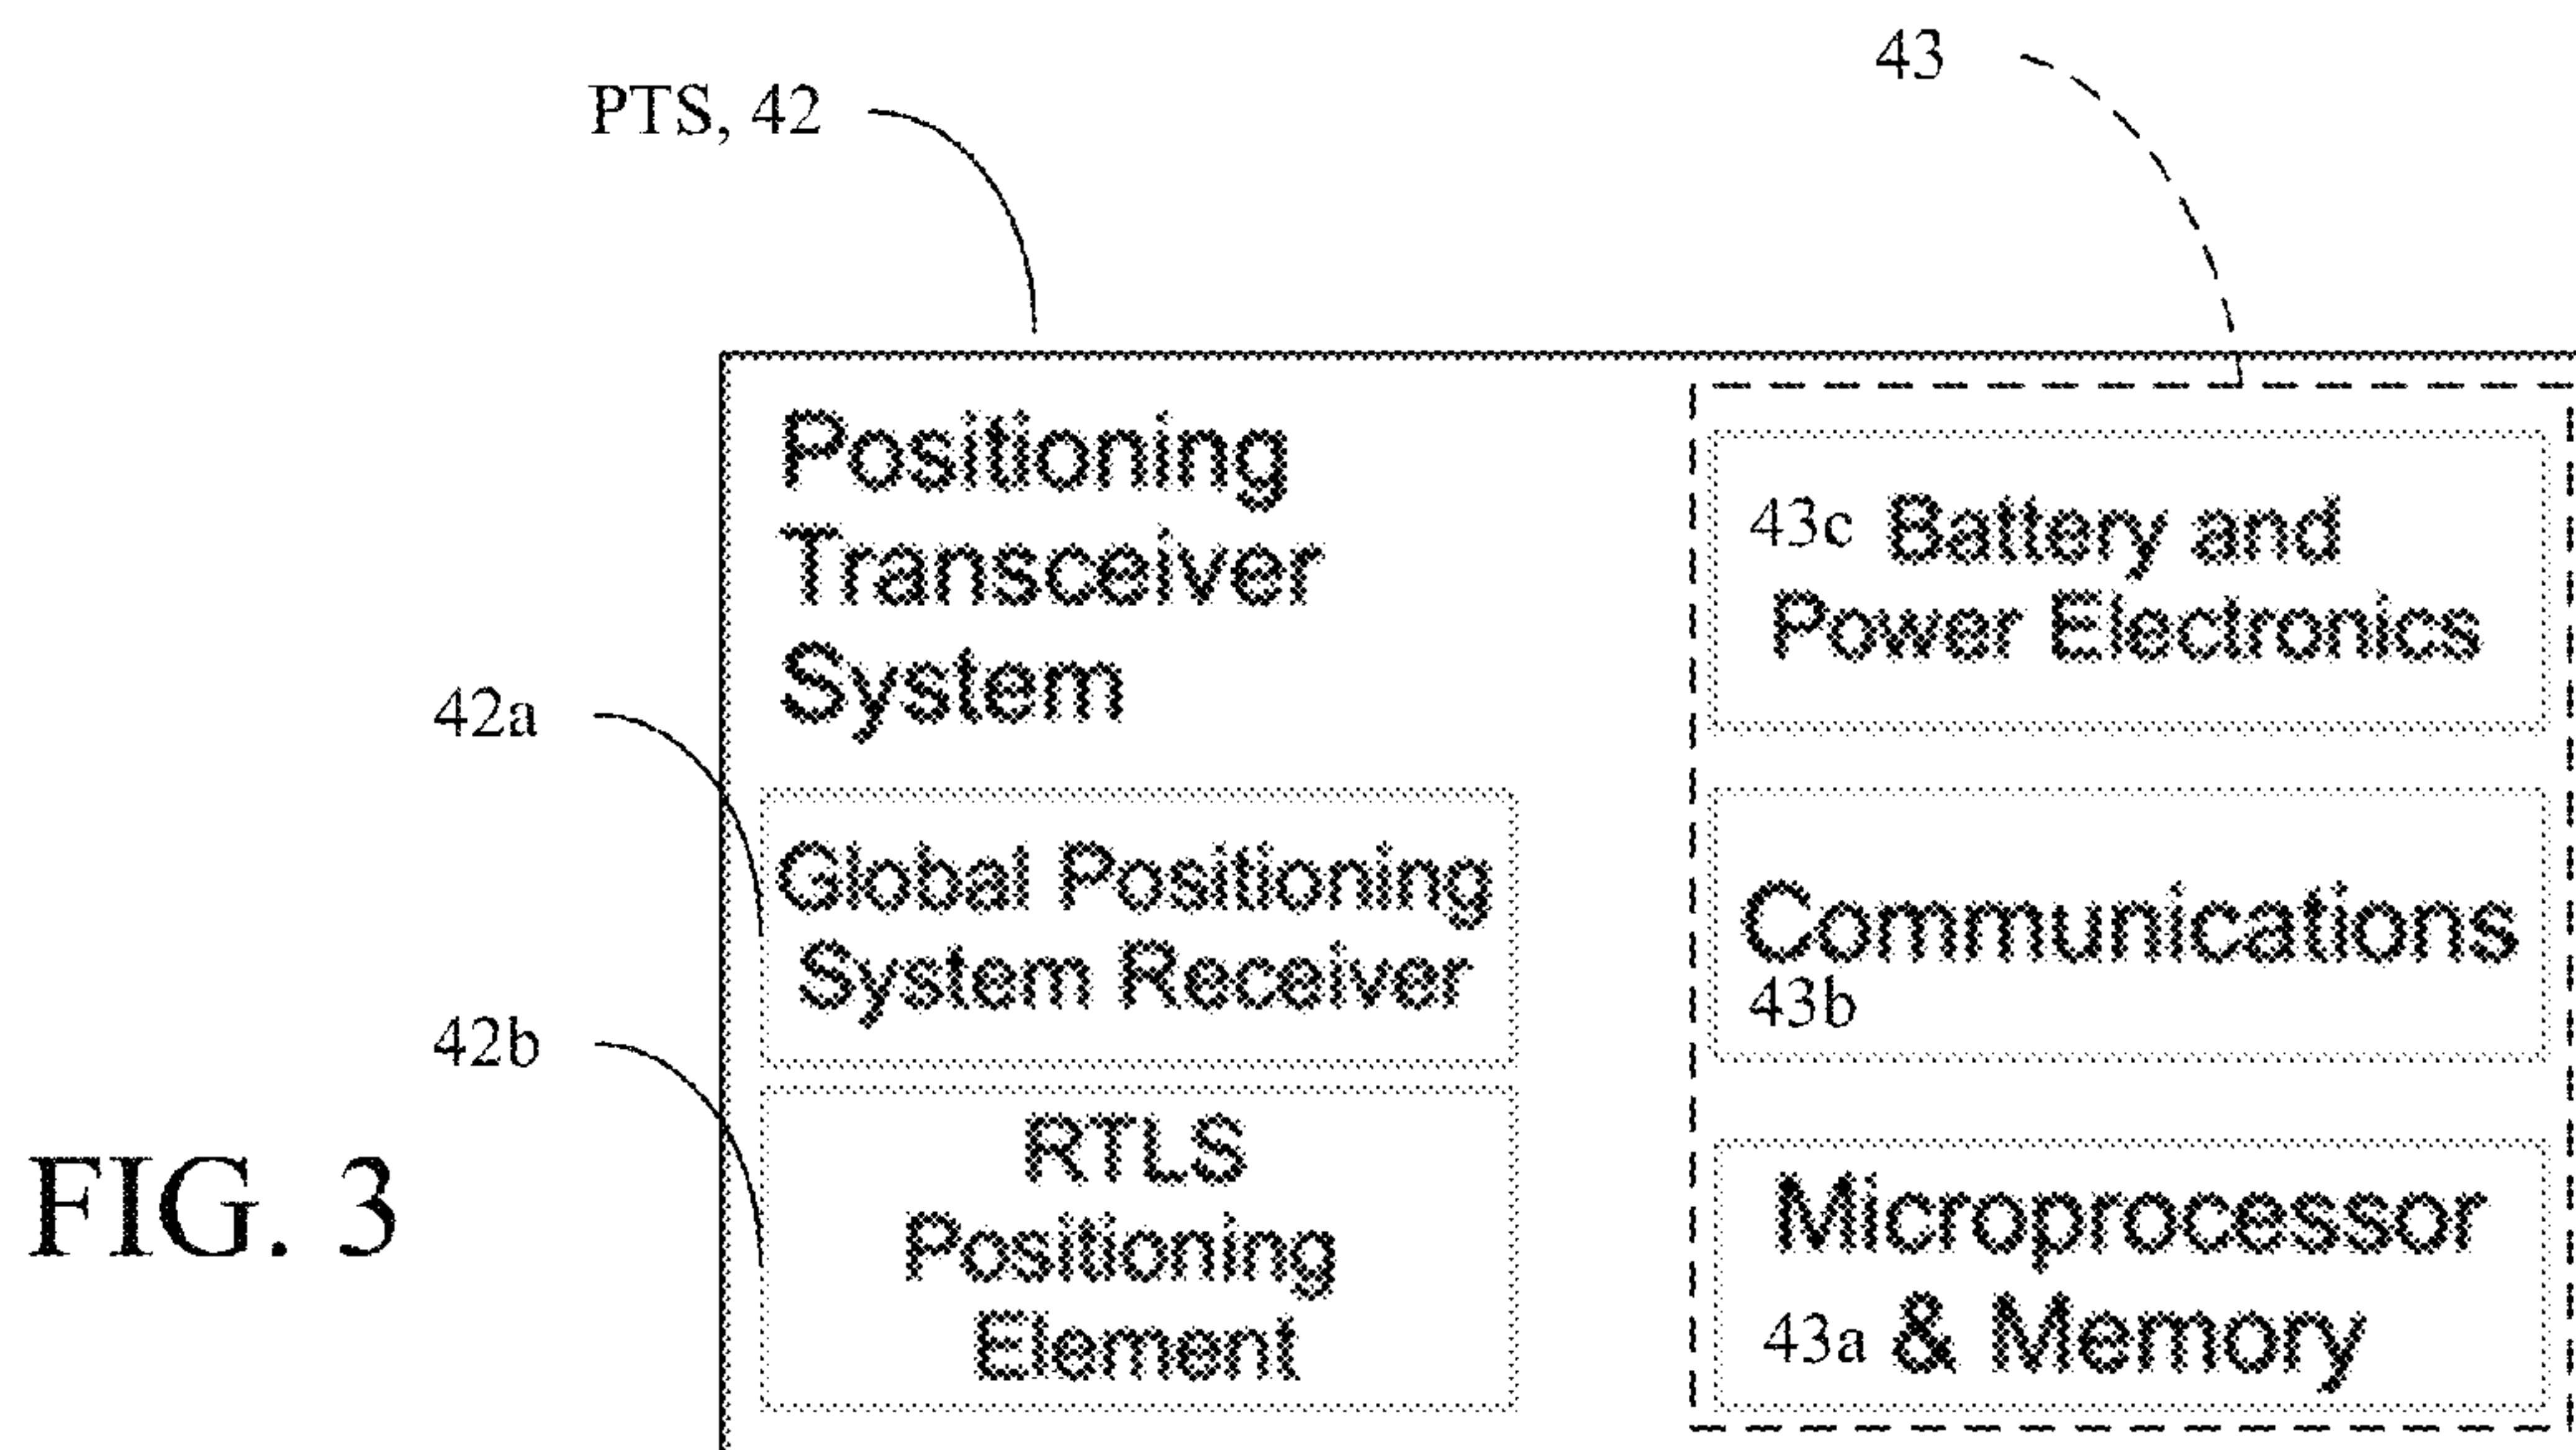 43
PTS, 42
Positioning
Transceiver
System
43c Battery and
Power Electronics
42a
Global Positioning
System Receiver
Communications
43b
42b
RTLS
Positioning
Element
Microprocessor
43a & Memory
FIG. 3